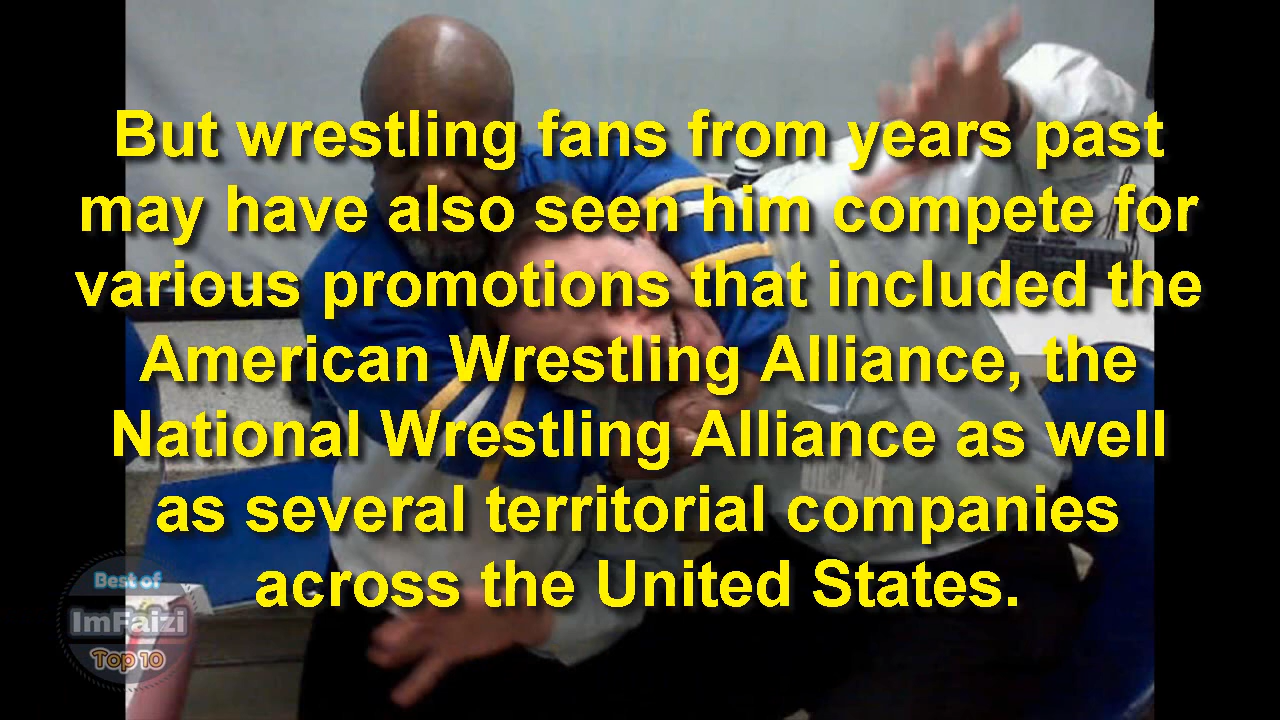 But wrestling fans from years past
may have also seen him compete for
various promotions that included the
American Wrestling Alliance, the
National Wrestling Alliance as well
as several territorial companies
across the United States.
Best of
ImFaizi
Top 10